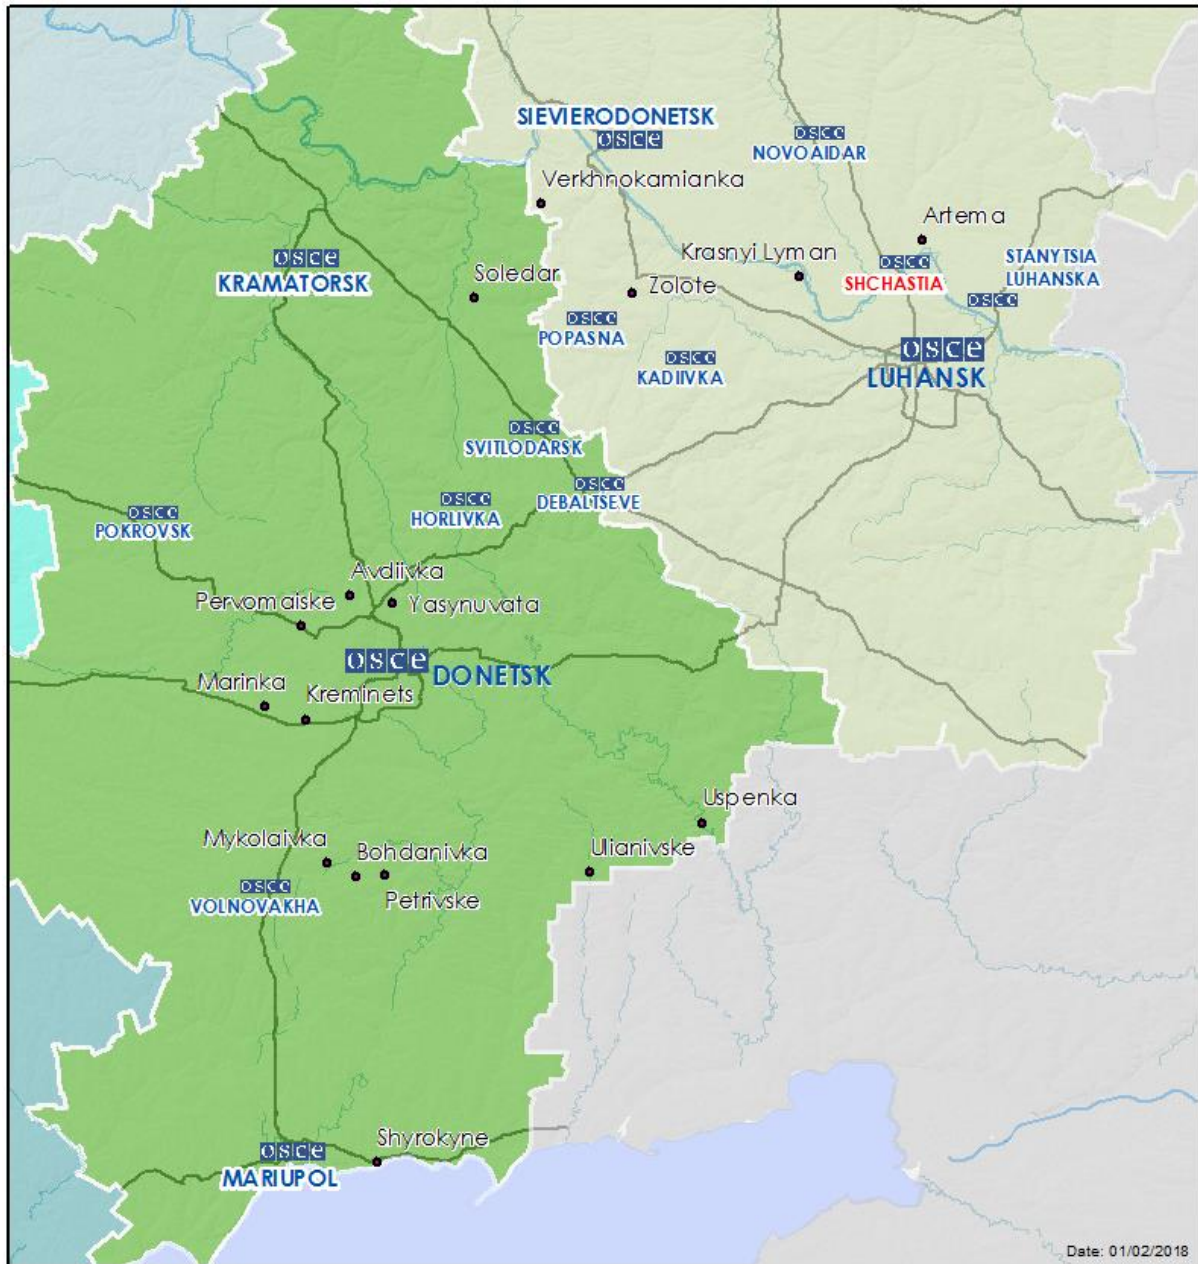 SIEVIERODONETSK
osce
osce
NOVOAIDAR
Verkhnokamianka
Artema
osce
KRAMATORSK
Soledar
Krasnyi Lyman
osce
SHCHASTIA
STANYTSIA
LUHANSKA
osce
Zolote
osce
POPASNA
osce
KADIIVKA
osce
LUHANSK
osce
SVITLODARSK
osce
DEBALTSEVE
osce
HORLIVKA
osce
POKROVSK
Avdiivka
Pervomaiske
Yasynuvata
osce
DONETSK
Marinka
Kreminets
Uspenka
Mykolaivka
Bohdanivka
Ulianivske
osce
VOLNOVAKHA
Petrivske
Shyrokyne
osce
MARIUPOL
Date: 01/02/2018